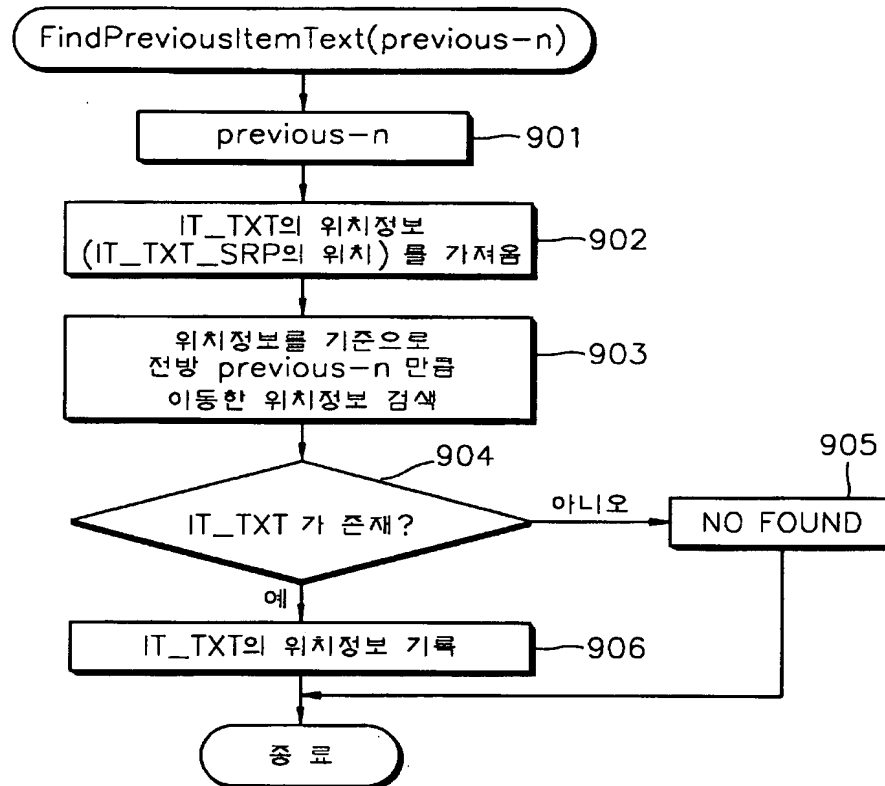 FindPreviousItemText(previous-n)
previous-n
901
IT_TXT의 위치정보
(IT_TXT_SRP의 위치) 를 가져옴
902
위치정보를 기준으로
전방 previous-n 만큼
이동한 위치정보 검색
903
904
IT_TXT 가 존재?
아니오
905
NO FOUND
예
IT_TXT의 위치정보 기록
906
종 료